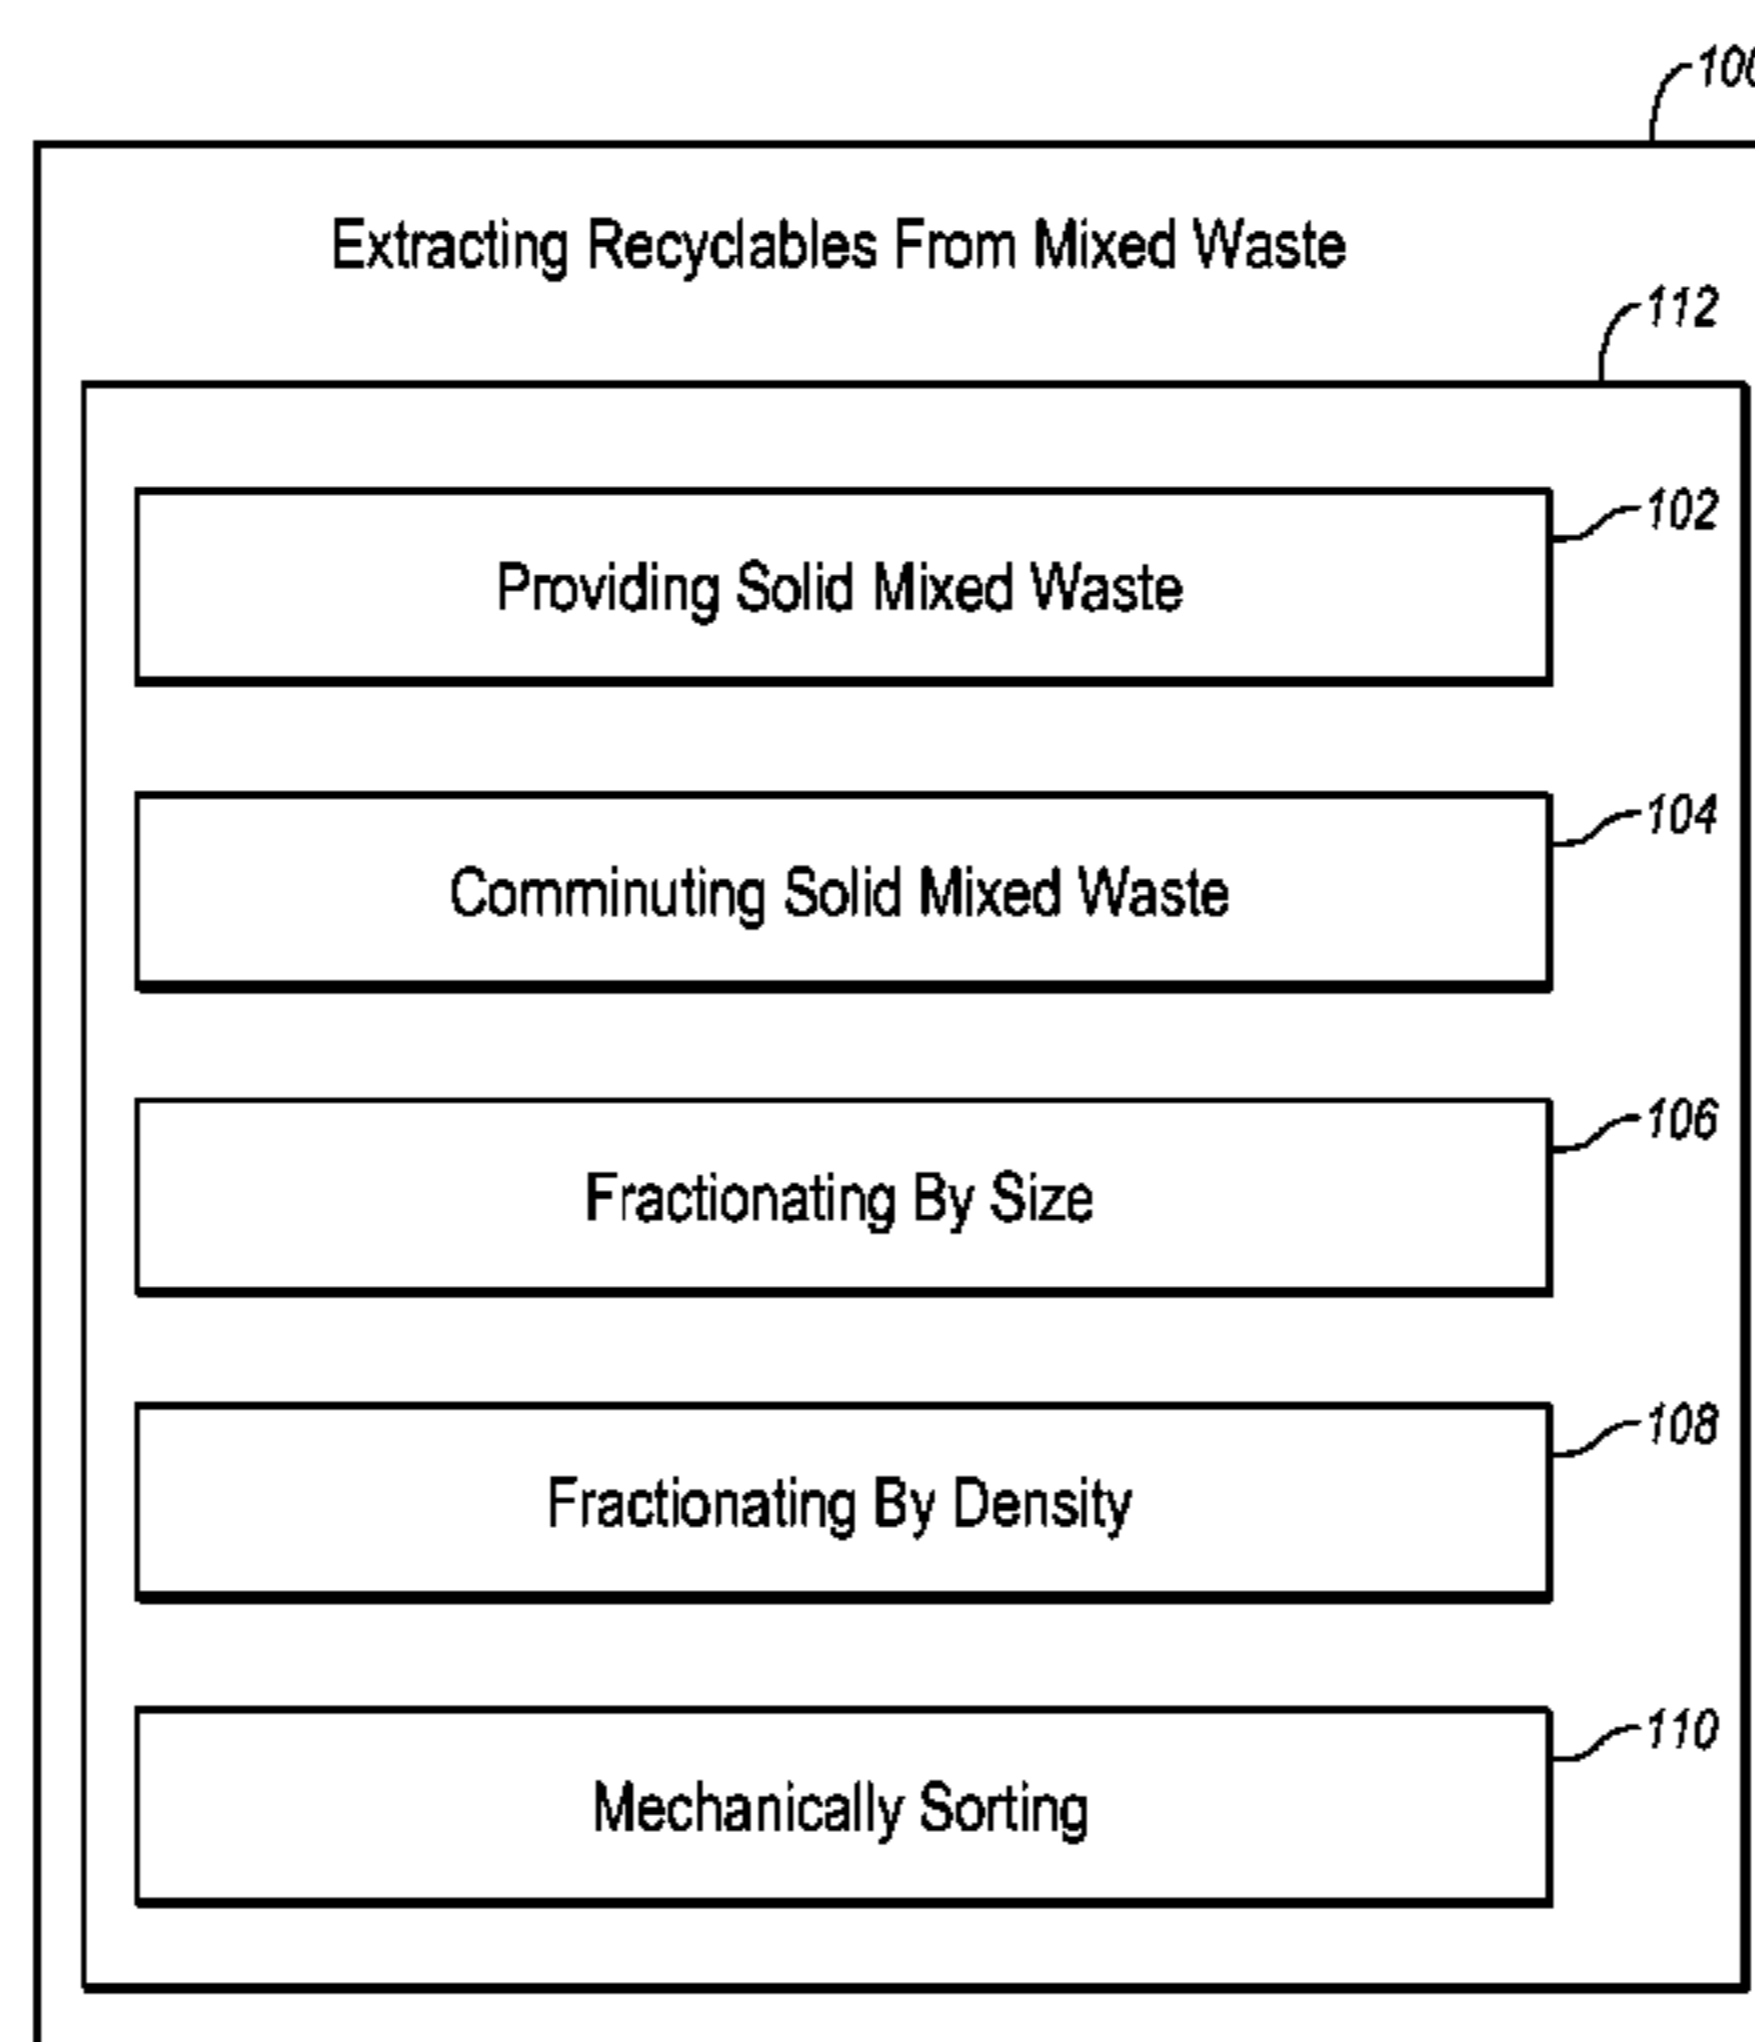 Extracting Recyclables From Mixed Waste
112
102
Providing Solid Mixed Waste
104
Comminuting Solid Mixed Waste
106
Fractionating By Size
108
Fractionating By Density
110
Mechanically Sorting